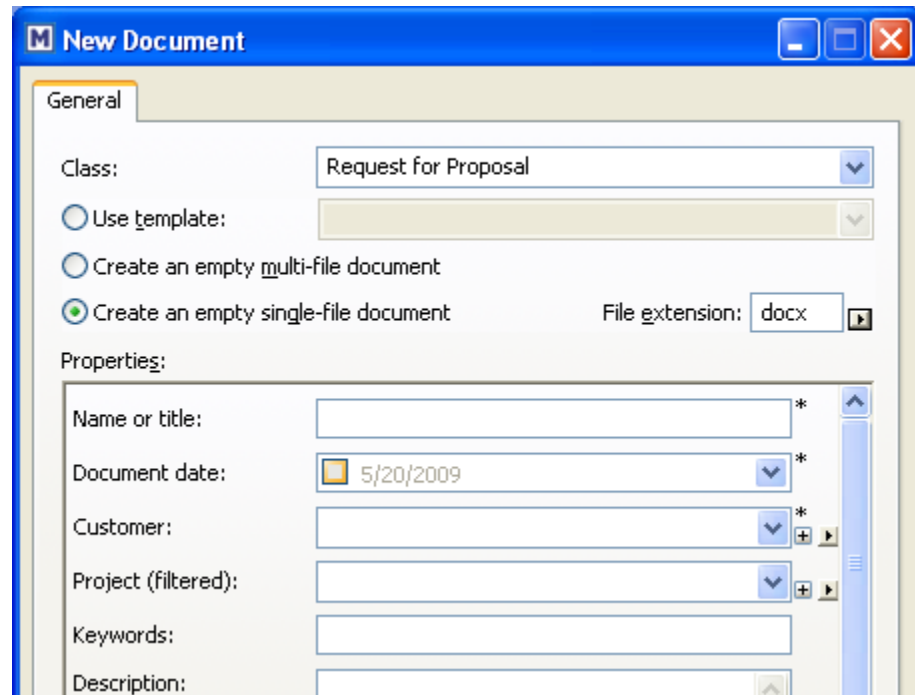 M New Document
General
Class: Request for Proposal
Use template:
Create an empty multi-file document
Create an empty single-file document File extension: docx
Properties:
Name or title: *
Document date: 5/20/2009 *
Customer: *
Project (filtered):
Keywords:
Description: